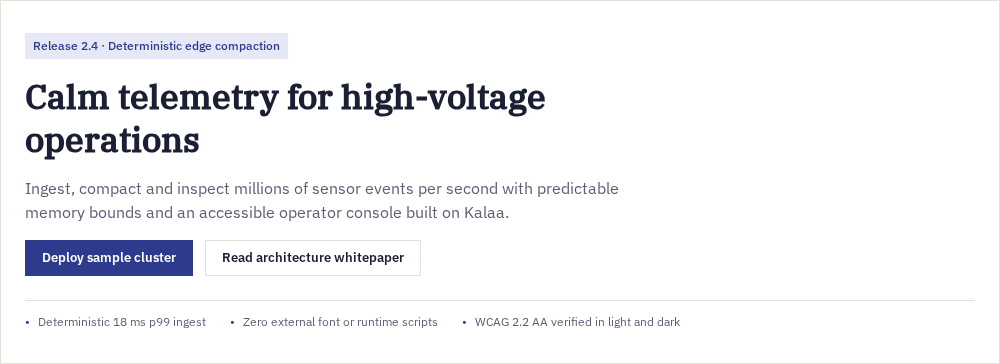 Release 2.4 · Deterministic edge compaction
Calm telemetry for high-voltage
operations
Ingest, compact and inspect millions of sensor events per second with predictable
memory bounds and an accessible operator console built on Kalaa.
Deploy sample cluster
Read architecture whitepaper
• Deterministic 18 ms p99 ingest • Zero external font or runtime scripts • WCAG 2.2 AA verified in light and dark